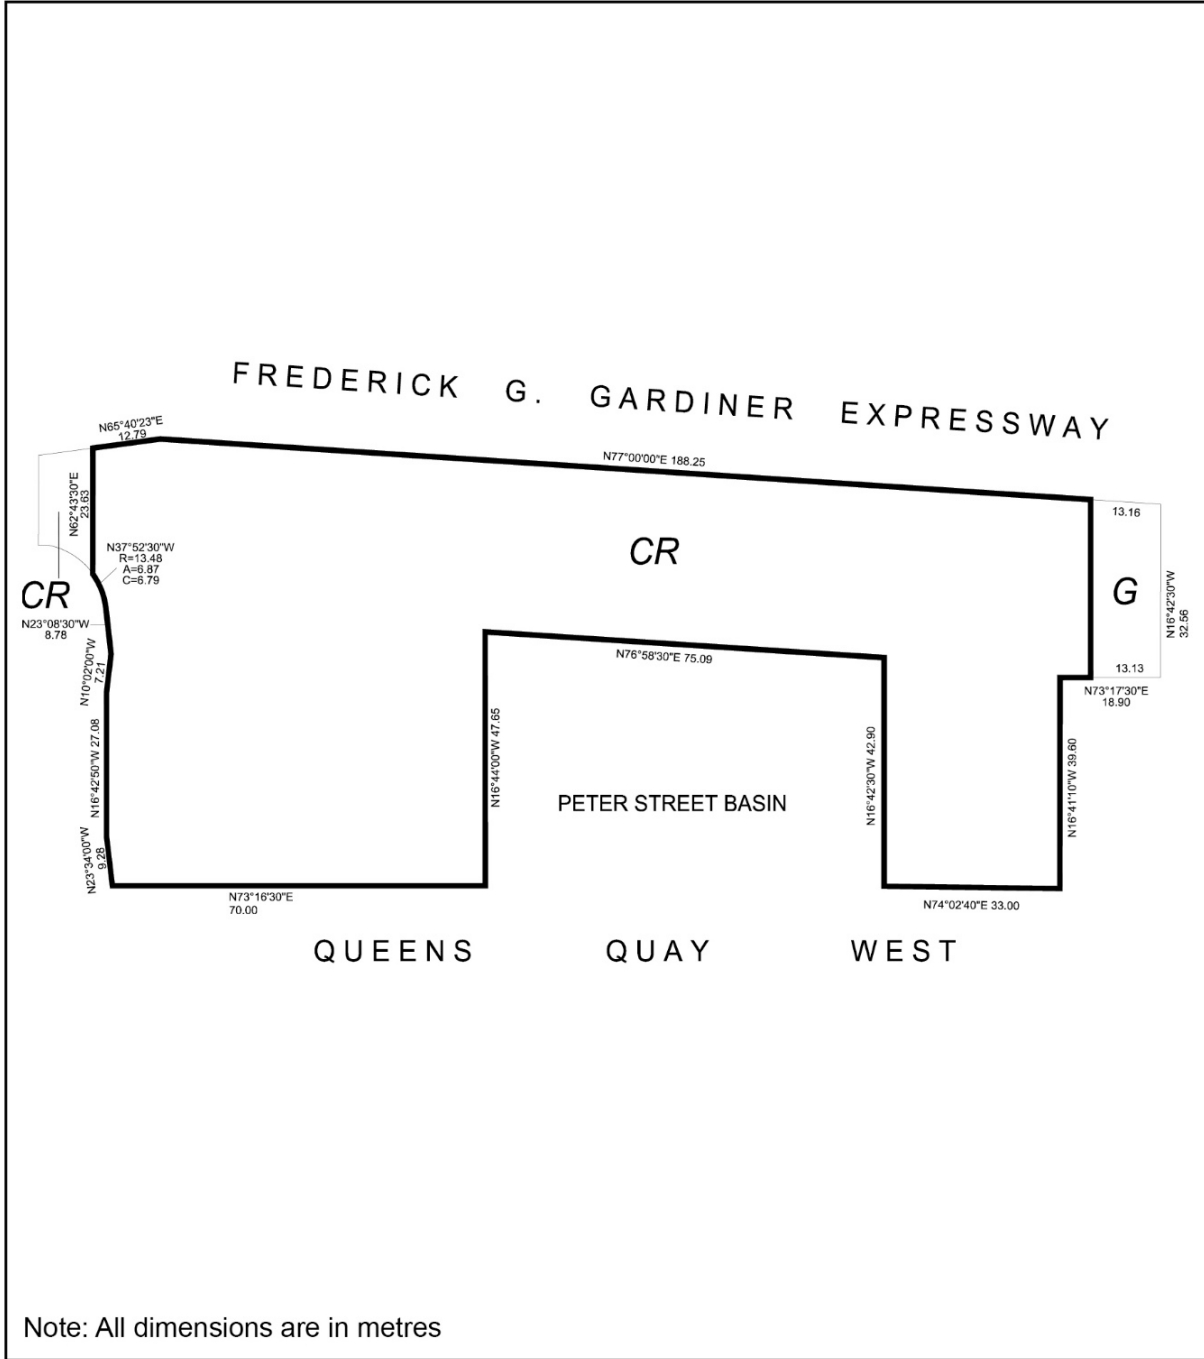 FREDERICK G. GARDINER EXPRESSWAY
N65°40'23"E
12.79
N77°00'00"E 188.25
N62°43'30"E
23.63
13.16
N37°52'30"W
R=13.48
A=6.87
C=6.79
CR
CR
G
N16°42'30"W
32.56
N23°08'30"W
8.78
N10°02'00"W
7.21
N76°58'30"E 75.09
13.13
N73°17'30"E
18.90
N16°42'50"W 27.08
N16°44'00"W 47.65
PETER STREET BASIN
N16°42'30"W 42.90
N16°41'10"W 39.60
N23°34'00"W
9.28
N73°16'30"E
70.00
N74°02'40"E 33.00
QUEENS QUAY WEST
Note: All dimensions are in metres